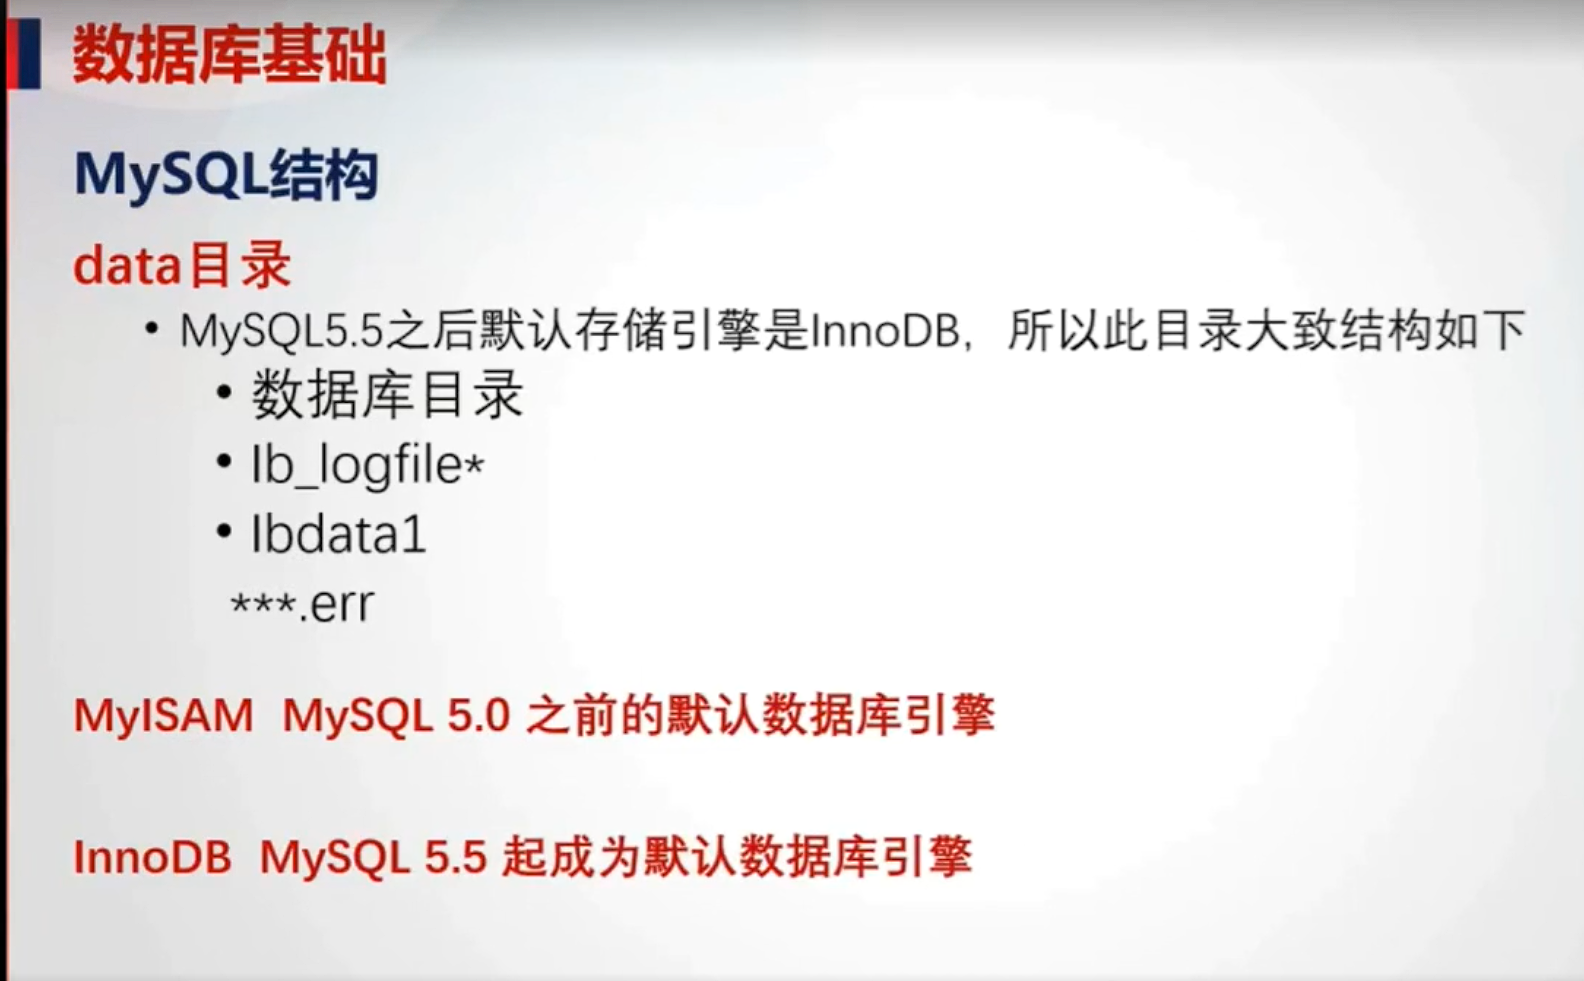 数据库基础
MySQL结构
data目录
• MySQL5.5之后默认存储引擎是InnoDB，所以此目录大致结构如下
• 数据库目录
• Ib_logfile*
• Ibdata1
***.err
MyISAM MySQL 5.0 之前的默认数据库引擎
InnoDB MySQL 5.5 起成为默认数据库引擎